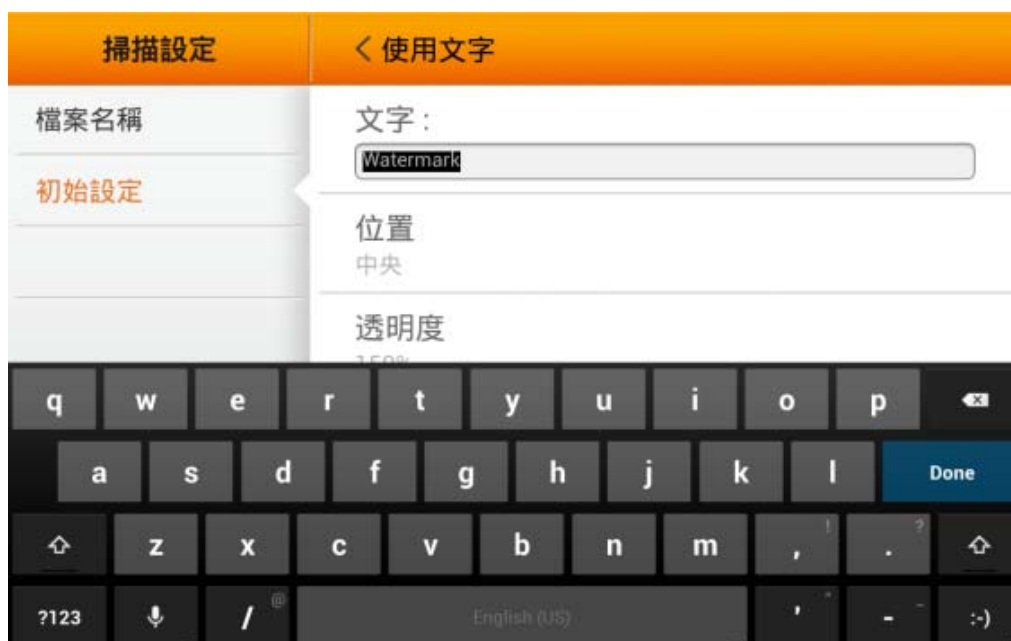 掃描設定
使用文字
檔案名稱
初始設定
文字 :
Watermark
位置
中央
透明度
q w e r t y u i o p
a s d f g h j k l Done
z x c v b n m , ! . ?
?123 / @ English (US) ' " - _ :-)